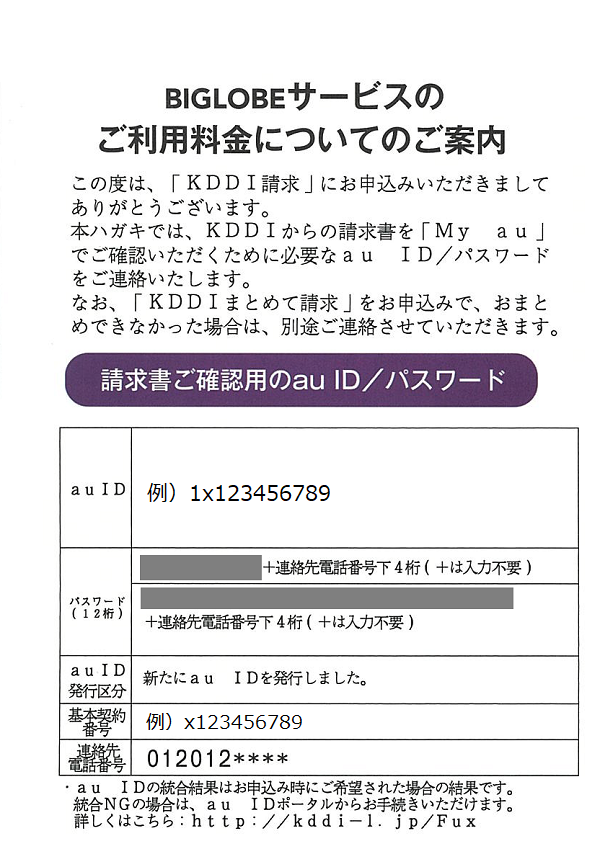 BIGLOBEサービスの
ご利用料金についてのご案内
この度は、「ＫＤＤＩ請求」にお申込みいただきまして
ありがとうございます。
本ハガキでは、ＫＤＤＩからの請求書を「Ｍｙ　ａｕ」
でご確認いただくために必要なａｕ　ＩＤ／パスワード
をご連絡いたします。
なお、「ＫＤＤＩまとめて請求」をお申込みで、おまと
めできなかった場合は、別途ご連絡させていただきます。
請求書ご確認用のau ID／パスワード
ａｕＩＤ
例）1x123456789
パスワード
（１２桁）
＋連絡先電話番号下４桁（＋は入力不要）
＋連絡先電話番号下４桁（＋は入力不要）
ａｕＩＤ
発行区分
新たにａｕ　ＩＤを発行しました。
基本契約
番号
例）x123456789
連絡先
電話番号
012012****
・ａｕ　ＩＤの統合結果はお申込み時にご希望された場合の結果です。
統合ＮＧの場合は、ａｕ　ＩＤポータルからお手続きいただけます。
詳しくはこちら：ｈｔｔｐ：／／ｋｄｄｉ－ｌ．ｊｐ／Ｆｕｘ